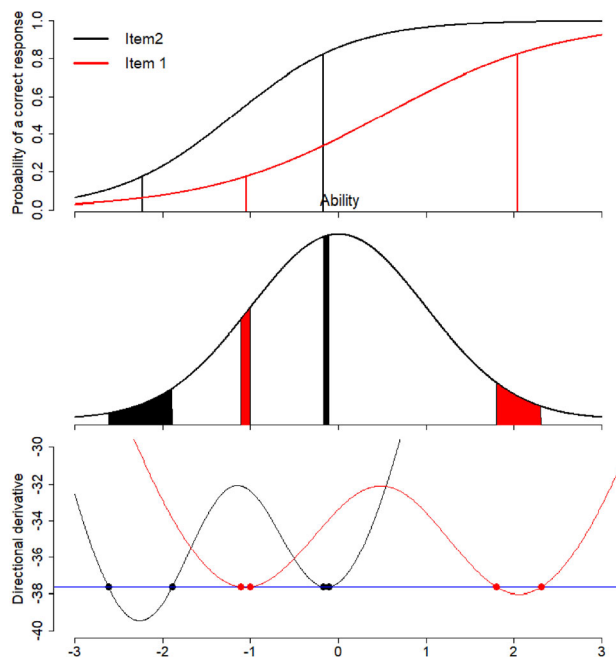 Probability of a correct response
1.0
0.8
0.6
0.4
0.2
0.0
Item2
Item 1
Ability
Directional derivative
-30
-32
-34
-36
-38
-40
-3 -2 -1 0 1 2 3